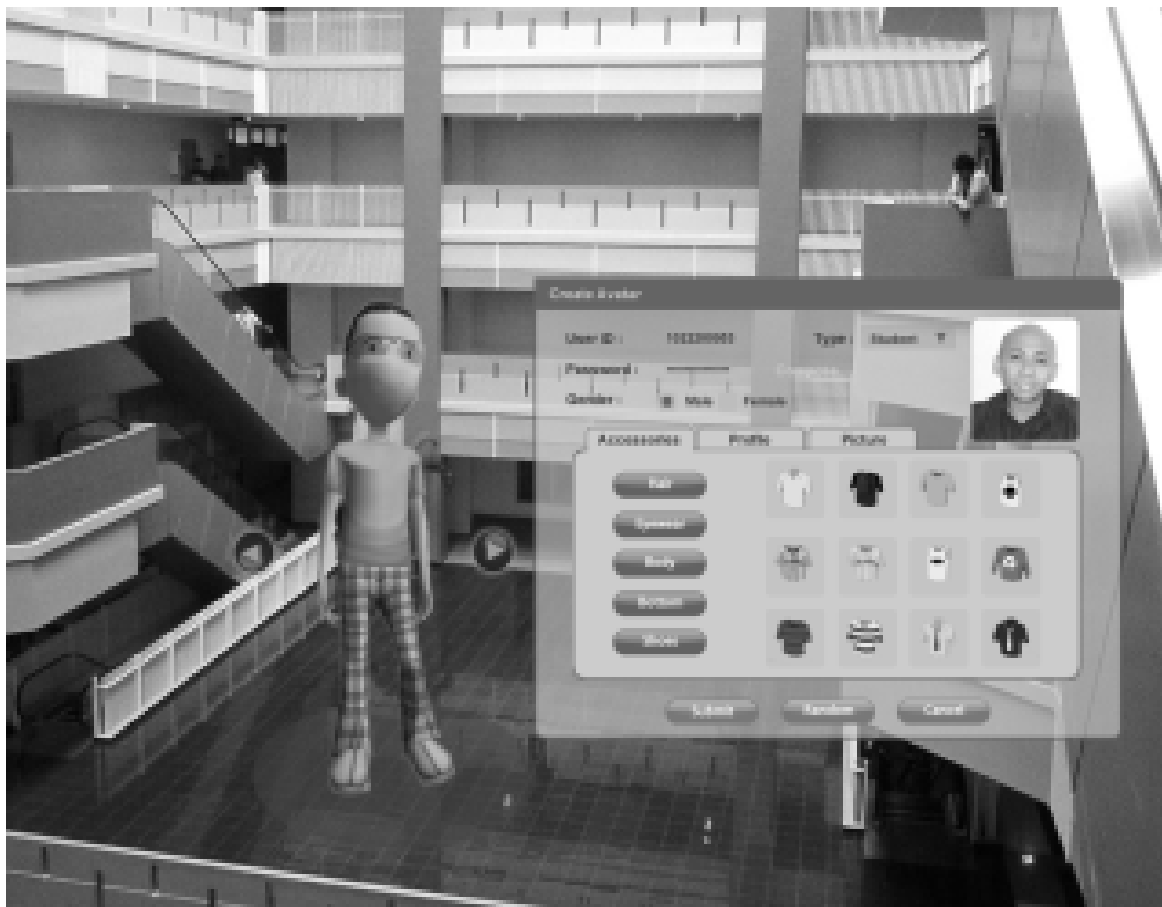 Create Avatar
User ID :
Type : Student
Password :
Gender : Male Female
Accessories Profile Picture
Hair
Eyewear
Body
Bottom
Shoes
Submit Random Cancel